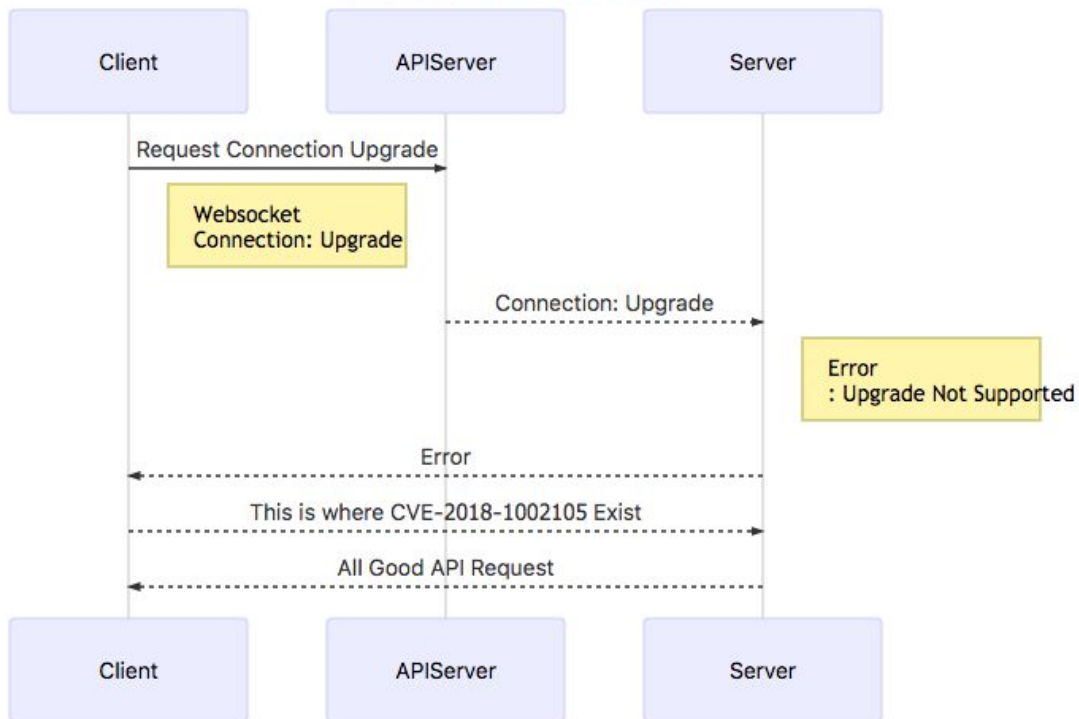 Client
APIServer
Server
Request Connection Upgrade
Websocket
Connection: Upgrade
Connection: Upgrade
Error
: Upgrade Not Supported
Error
This is where CVE-2018-1002105 Exist
All Good API Request
Client
APIServer
Server